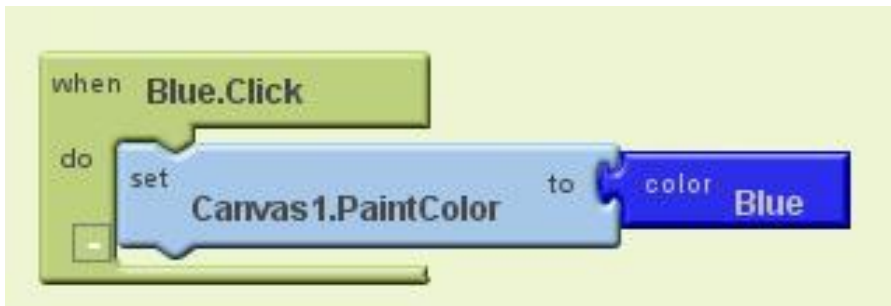 when Blue.Click
do
set
Canvas1.PaintColor
to
color
Blue
-